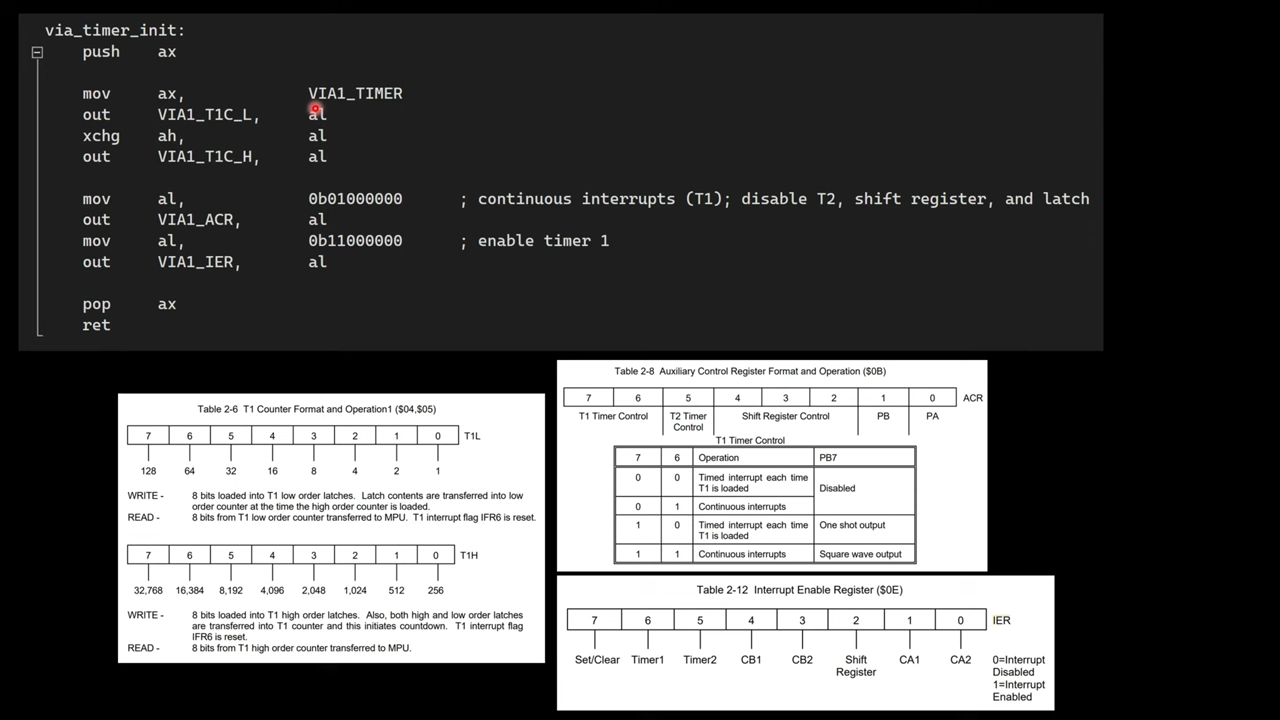 via_timer_init:
push ax
mov ax, VIA1_TIMER
out VIA1_T1C_L, al
xchg ah, al
out VIA1_T1C_H, al
mov al, 0b01000000 ; continuous interrupts (T1); disable T2, shift register, and latch
out VIA1_ACR, al
mov al, 0b11000000 ; enable timer 1
out VIA1_IER, al
pop ax
ret
Table 2-6 T1 Counter Format and Operation1 ($04,$05)
7 6 5 4 3 2 1 0 T1L
128 64 32 16 8 4 2 1
WRITE - 8 bits loaded into T1 low order latches. Latch contents are transferred into low
order counter at the time the high order counter is loaded.
READ - 8 bits from T1 low order counter transferred to MPU. T1 interrupt flag IFR6 is reset.
7 6 5 4 3 2 1 0 T1H
32,768 16,384 8,192 4,096 2,048 1,024 512 256
WRITE - 8 bits loaded into T1 high order latches. Also, both high and low order latches
are transferred into T1 counter and this initiates countdown. T1 interrupt flag
IFR6 is reset.
READ - 8 bits from T1 high order counter transferred to MPU.
Table 2-8 Auxiliary Control Register Format and Operation ($0B)
7 6 5 4 3 2 1 0 ACR
T1 Timer Control T2 Timer Control Shift Register Control PB PA
T1 Timer Control
7 6 Operation PB7
0 0 Timed interrupt each time T1 is loaded Disabled
0 1 Continuous interrupts
1 0 Timed interrupt each time T1 is loaded One shot output
1 1 Continuous interrupts Square wave output
Table 2-12 Interrupt Enable Register ($0E)
7 6 5 4 3 2 1 0 IER
Set/Clear Timer1 Timer2 CB1 CB2 Shift Register CA1 CA2
0=Interrupt
Disabled
1=Interrupt
Enabled